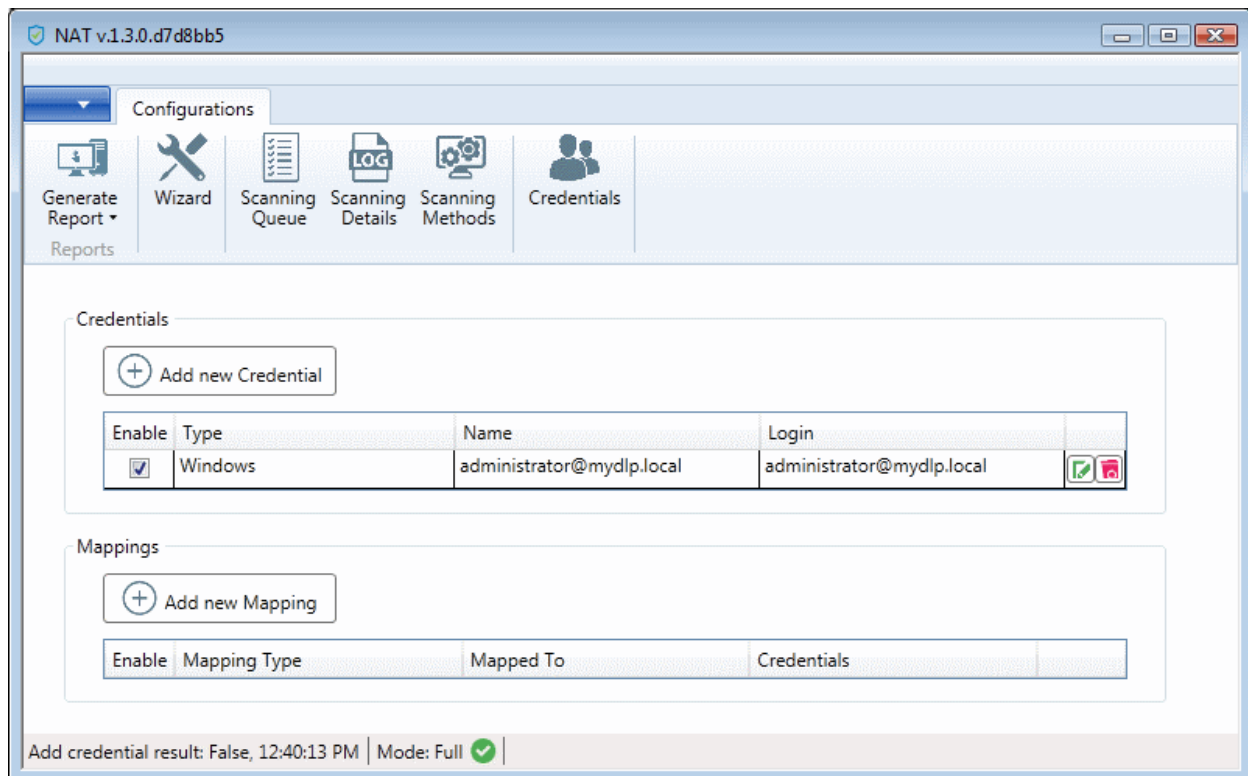 NAT v.1.3.0.d7d8bb5
Configurations
Generate Report
Wizard
Scanning Queue
LOG
Scanning Details
Scanning Methods
Credentials
Reports
Credentials
Add new Credential
Enable Type Name Login
Windows administrator@mydlp.local administrator@mydlp.local
Mappings
Add new Mapping
Enable Mapping Type Mapped To Credentials
Add credential result: False, 12:40:13 PM Mode: Full